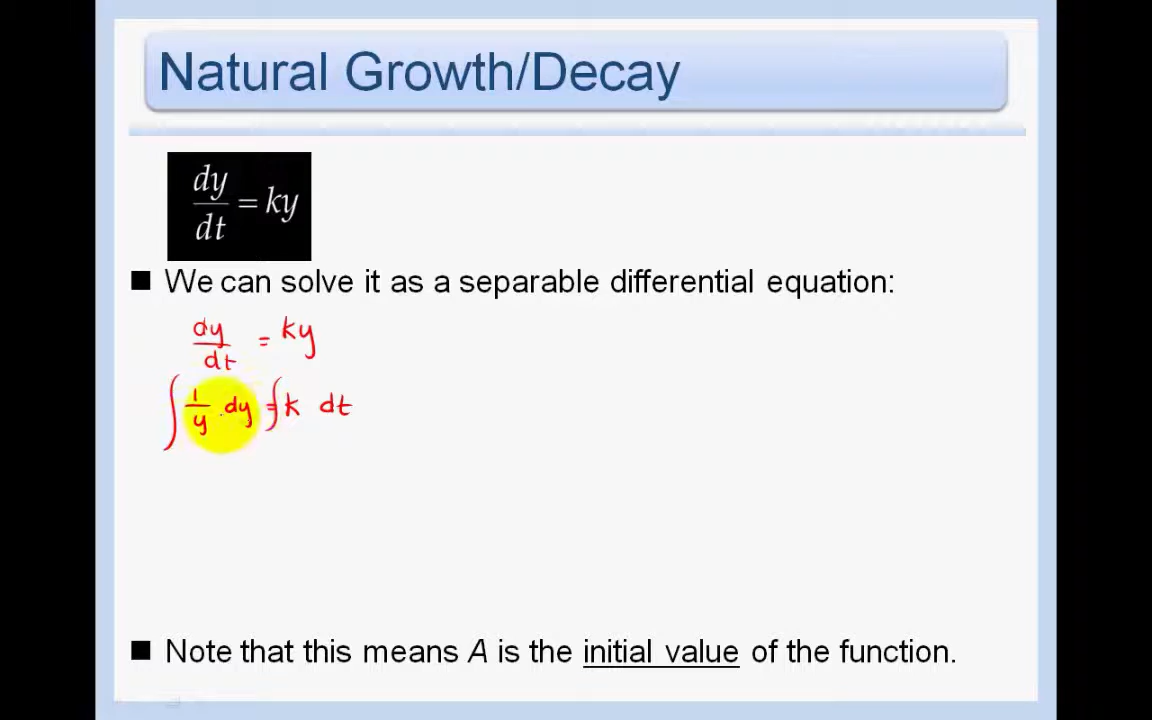 Natural Growth/Decay
dy/dt = ky
■ We can solve it as a separable differential equation:
dy/dt = ky
∫ 1/y . dy = ∫ k dt
■ Note that this means A is the initial value of the function.